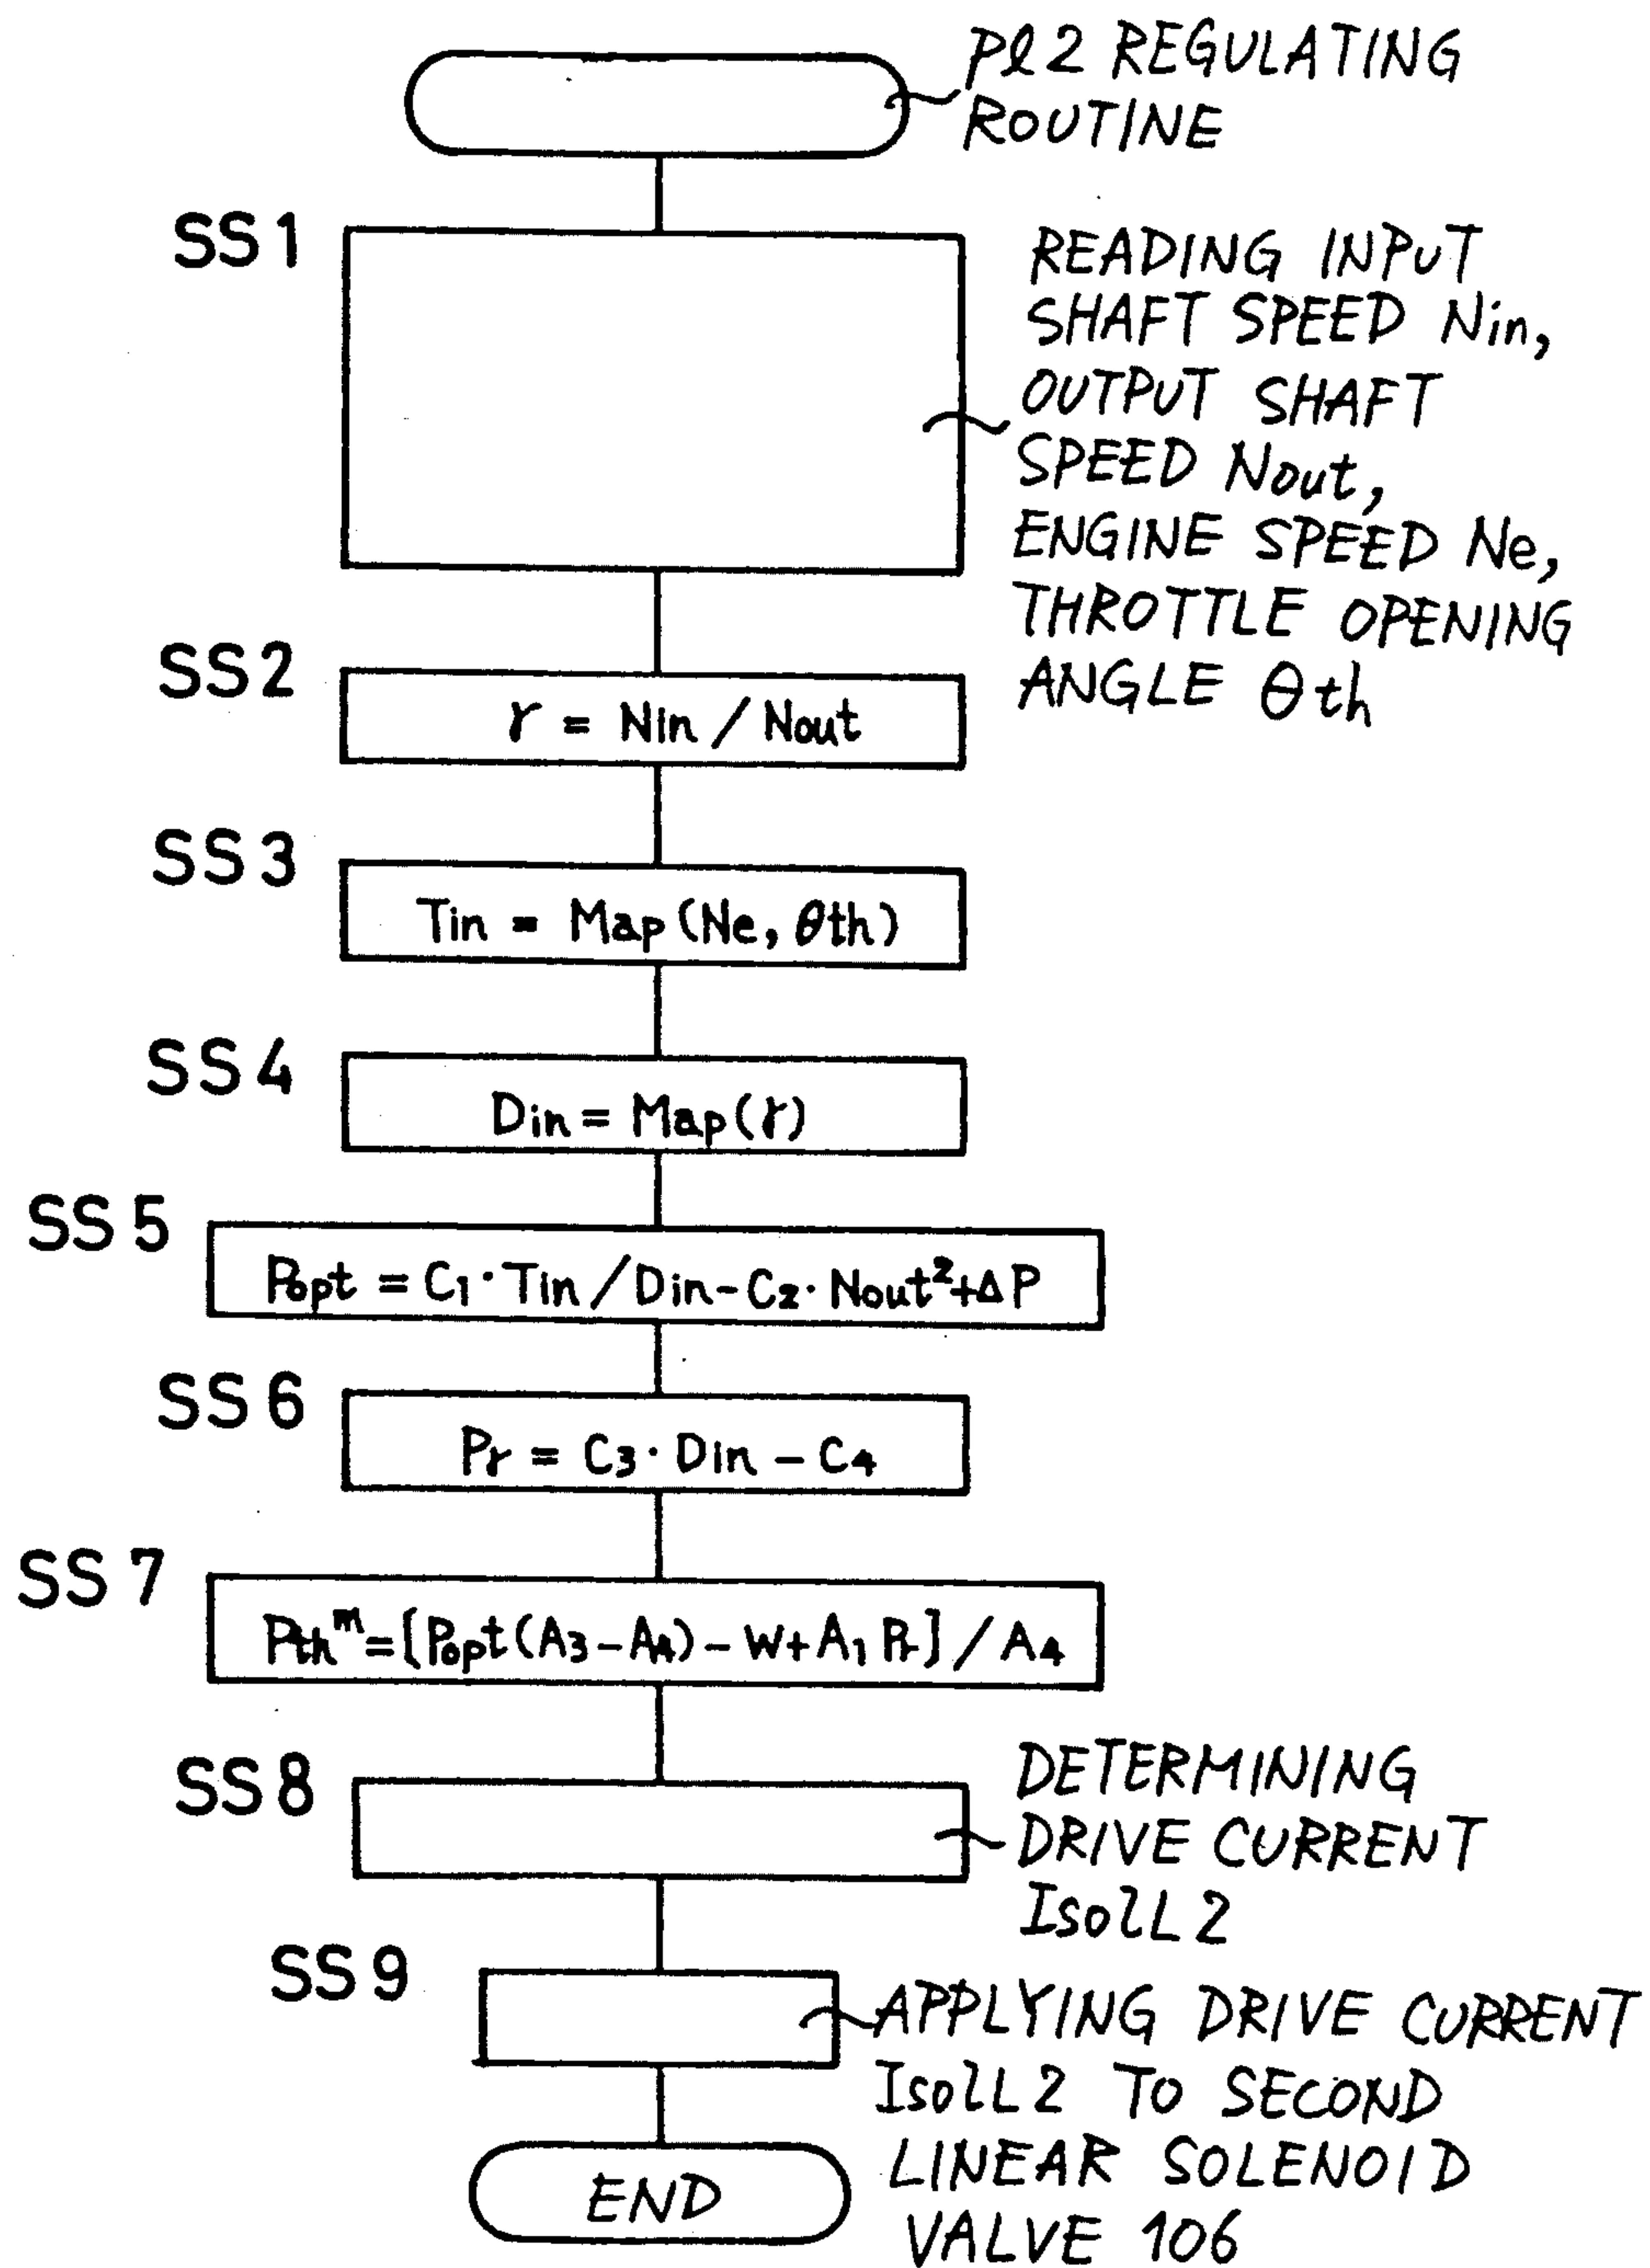 Pl2 REGULATING
ROUTINE
SS1
READING INPUT
SHAFT SPEED Nin,
OUTPUT SHAFT
SPEED Nout,
ENGINE SPEED Ne,
THROTTLE OPENING
ANGLE θth
SS2
γ = Nin / Nout
SS3
Tin = Map (Ne, θth)
SS4
Din = Map (γ)
SS5
Popt = C1·Tin / Din - C2·Nout² + ΔP
SS6
Pr = C3·Din - C4
SS7
Pthᵐ = [Popt (A3 - A4) - W + A1 Pr] / A4
SS8
DETERMINING
DRIVE CURRENT
IsolL2
SS9
APPLYING DRIVE CURRENT
IsolL2 TO SECOND
LINEAR SOLENOID
VALVE 106
END